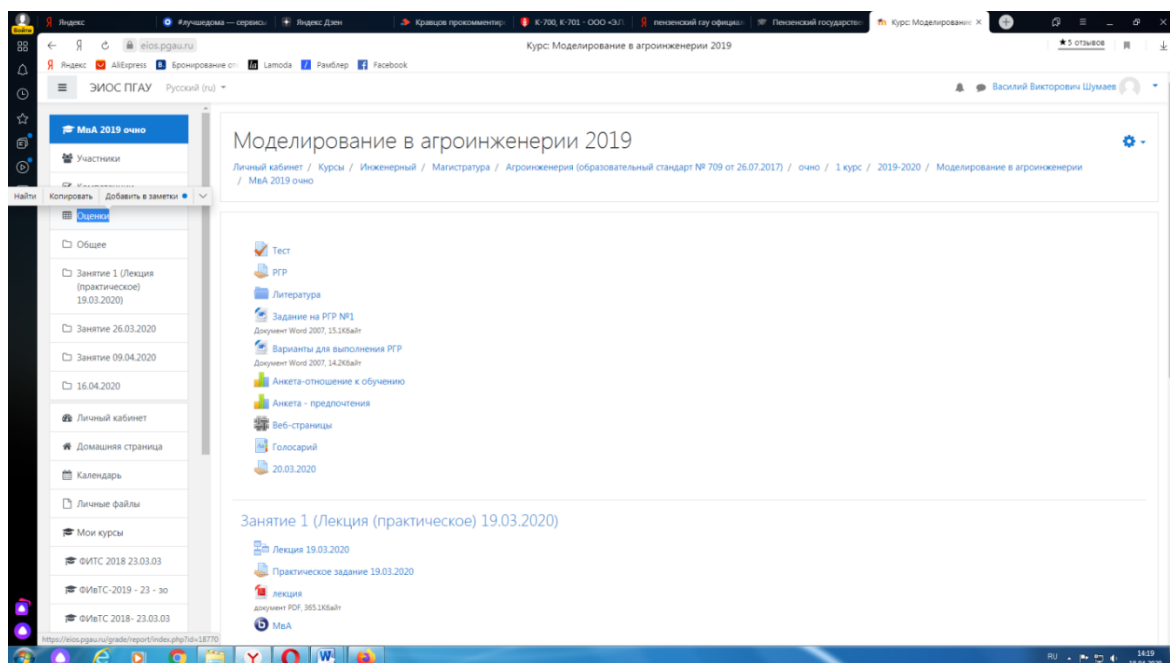 Войти
Яндекс
#лучшедома — сервисы
Яндекс Дзен
Кравцов прокомментиро
К-700, К-701 - ООО «ЭЛ
пензенский гау официал
Пензенский государстве
Курс: Моделирование
eios.pgau.ru
Курс: Моделирование в агроинженерии 2019
★ 5 отзывов
Яндекс
AliExpress
Бронирование от
Lamoda
Рамблер
Facebook
ЭИОС ПГАУ
Русский (ru)
Василий Викторович Шумаев
МвА 2019 очно
Участники
Найти
Копировать
Добавить в заметки
Оценки
Общее
Занятие 1 (Лекция
(практическое)
19.03.2020)
Занятие 26.03.2020
Занятие 09.04.2020
16.04.2020
Личный кабинет
Домашняя страница
Календарь
Личные файлы
Мои курсы
ФИТС 2018 23.03.03
ФИвТС-2019 - 23 - зо
ФИвТС 2018- 23.03.03
https://eios.pgau.ru/grade/report/index.php?id=18770
Моделирование в агроинженерии 2019
Личный кабинет / Курсы / Инженерный / Магистратура / Агроинженерия (образовательный стандарт № 709 от 26.07.2017) / очно / 1 курс / 2019-2020 / Моделирование в агроинженерии
/ МвА 2019 очно
Тест
РГР
Литература
Задание на РГР №1
Документ Word 2007, 15.1Кбайт
Варианты для выполнения РГР
Документ Word 2007, 14.2Кбайт
Анкета-отношение к обучению
Анкета - предпочтения
Веб-страницы
Голосарий
20.03.2020
Занятие 1 (Лекция (практическое) 19.03.2020)
Лекция 19.03.2020
Практическое задание 19.03.2020
лекция
документ PDF, 365.1Кбайт
МвА
RU
14:19